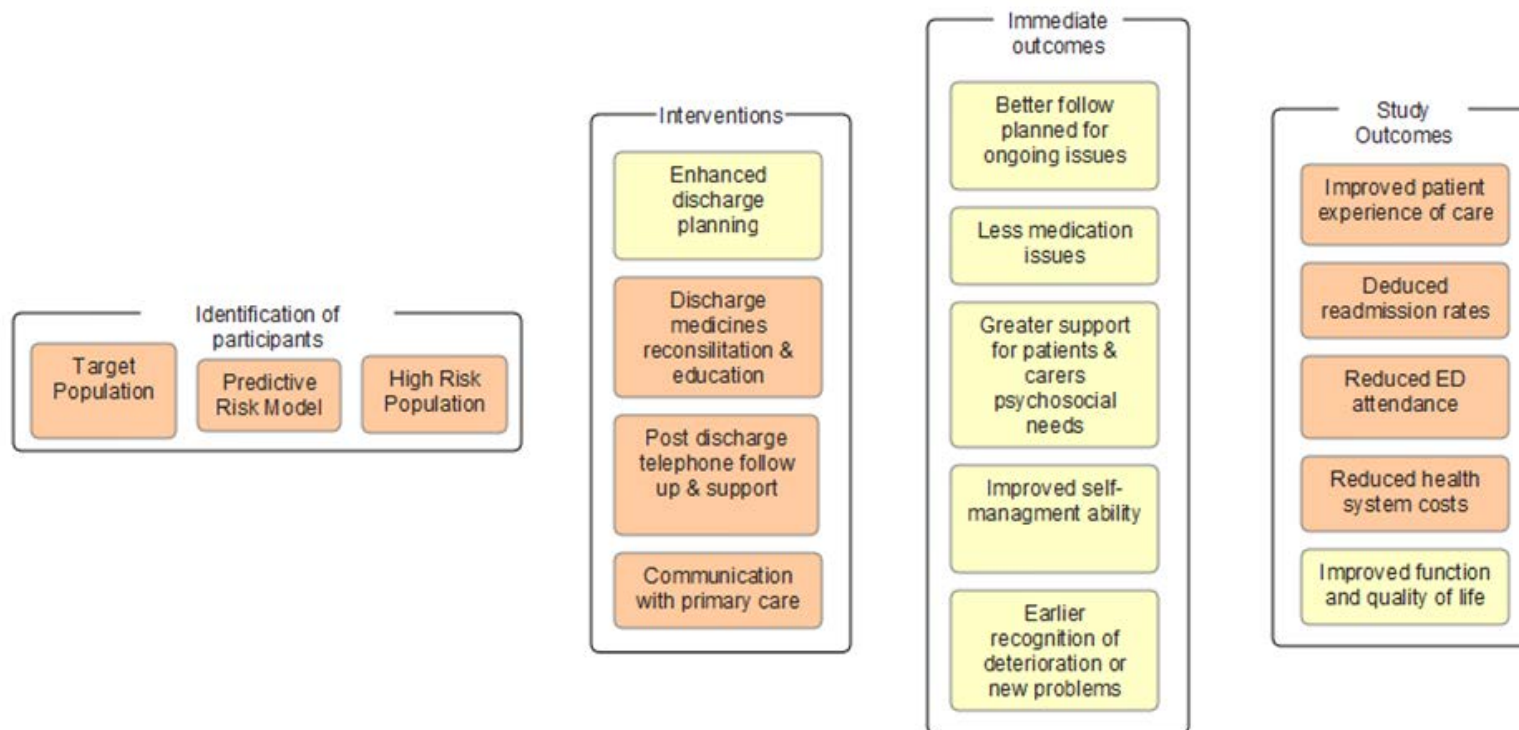 Identification of
participants
Target
Population
Predictive
Risk Model
High Risk
Population
Interventions
Enhanced
discharge
planning
Discharge
medicines
reconsilitation &
education
Post discharge
telephone follow
up & support
Communication
with primary care
Immediate
outcomes
Better follow
planned for
ongoing issues
Less medication
issues
Greater support
for patients &
carers
psychosocial
needs
Improved self-
managment ability
Earlier
recognition of
deterioration or
new problems
Study
Outcomes
Improved patient
experience of care
Deduced
readmission rates
Reduced ED
attendance
Reduced health
system costs
Improved function
and quality of life